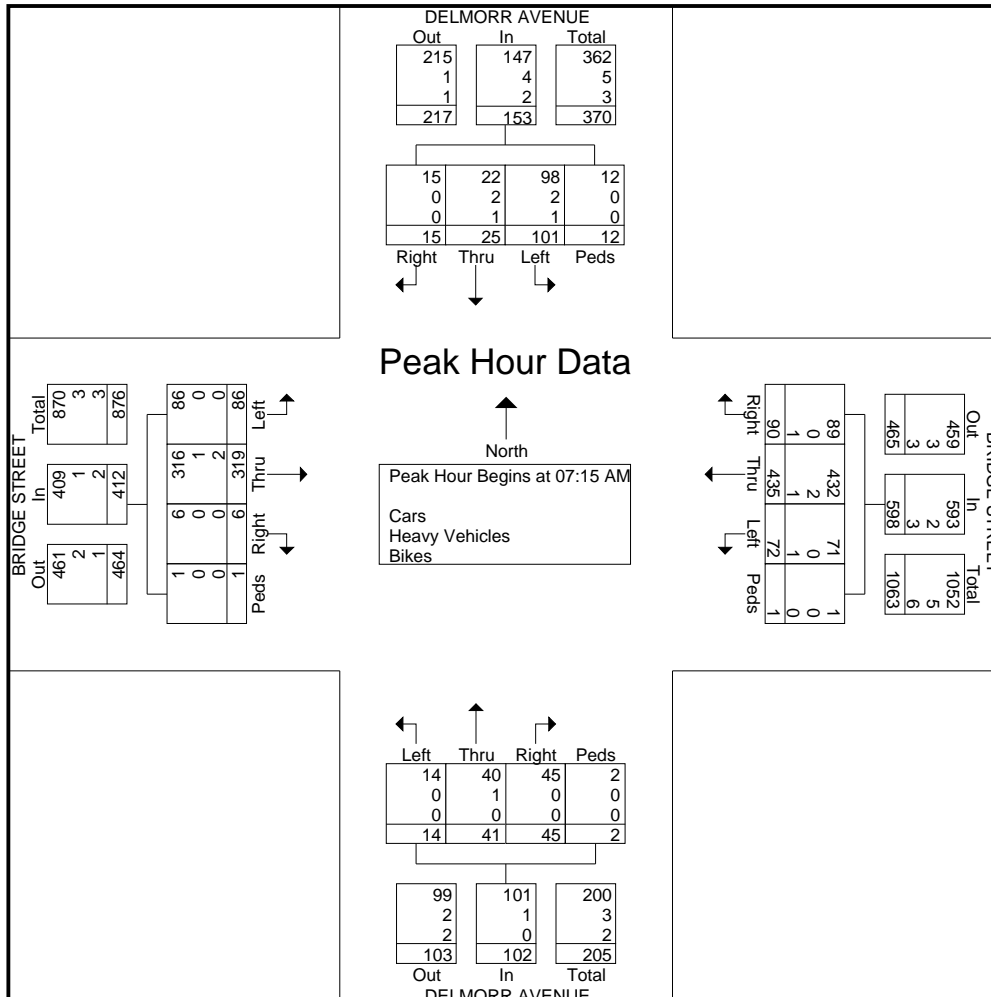 DELMORR AVENUE
Out In Total
215 147 362
1 4 5
1 2 3
217 153 370
15 22 98 12
0 2 2 0
0 1 1 0
15 25 101 12
Right Thru Left Peds
Peak Hour Data
North
Peak Hour Begins at 07:15 AM
Cars
Heavy Vehicles
Bikes
BRIDGE STREET
Out In Total
461 409 870
2 1 3
1 2 3
464 412 876
Peds Right Thru Left
1 6 316 86
0 0 1 0
0 0 2 0
1 6 319 86
BRIDGE STREET
Out In Total
459 593 1052
3 2 5
3 3 6
465 598 1063
89 432 71 1
0 2 0 0
1 1 1 0
90 435 72 1
Right Thru Left Peds
Left Thru Right Peds
14 40 45 2
0 1 0 0
0 0 0 0
14 41 45 2
99 101 200
2 1 3
2 0 2
103 102 205
Out In Total
DELMORR AVENUE